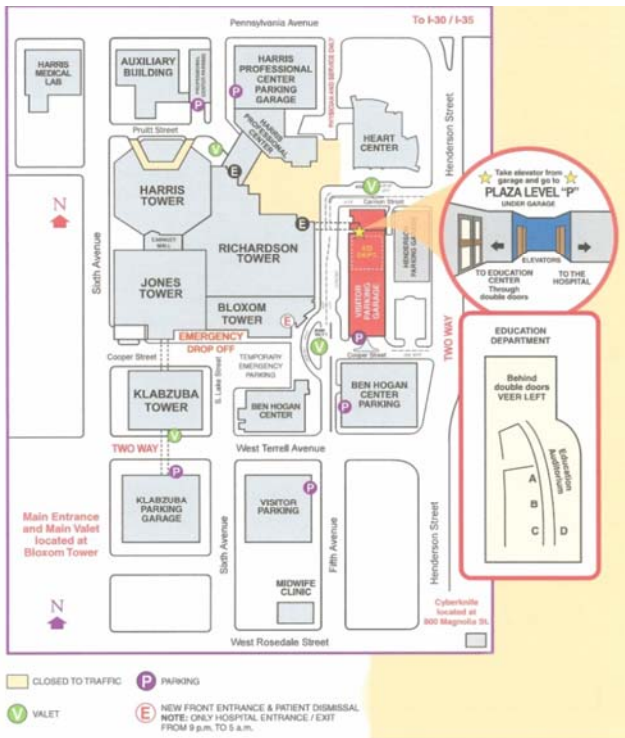 Pennsylvania Avenue
To I-30 / I-35
HARRIS
MEDICAL
LAB
AUXILIARY
BUILDING
P
HARRIS
PROFESSIONAL
CENTER
PARKING
GARAGE
P
PHYSICIAN AND SERVICE ONLY
HARRIS
PROFESSIONAL
CENTER
HEART
CENTER
Henderson Street
Pruitt Street
V
E
V
Cannon Street
HARRIS
TOWER
E
RICHARDSON
TOWER
JONES
TOWER
BLOXOM
TOWER
E
Sixth Avenue
N
ED
DEPT.
VISITOR
PARKING GARAGE
P
TWO WAY
EMERGENCY
DROP OFF
Cooper Street
S. Lake Street
TEMPORARY
EMERGENCY
PARKING
V
Cooper Street
KLABZUBA
TOWER
V
BEN HOGAN
CENTER
P
BEN HOGAN
CENTER
PARKING
TWO WAY
West Terrell Avenue
P
KLABZUBA
PARKING
GARAGE
VISITOR
PARKING
P
Main Entrance
and Main Valet
located at
Bloxom Tower
Sixth Avenue
Fifth Avenue
Henderson Street
MIDWIFE
CLINIC
N
Cyberknife
located at
800 Magnolia St.
West Rosedale Street
Take elevator from
garage and go to
PLAZA LEVEL "P"
UNDER GARAGE
ELEVATORS
TO EDUCATION
CENTER
Through
double doors
TO THE
HOSPITAL
EDUCATION
DEPARTMENT
Behind
double doors
VEER LEFT
Education
Auditorium
A
B
C D
CLOSED TO TRAFFIC
P PARKING
V VALET
E NEW FRONT ENTRANCE & PATIENT DISMISSAL
NOTE: ONLY HOSPITAL ENTRANCE / EXIT
FROM 9 p.m. TO 5 a.m.